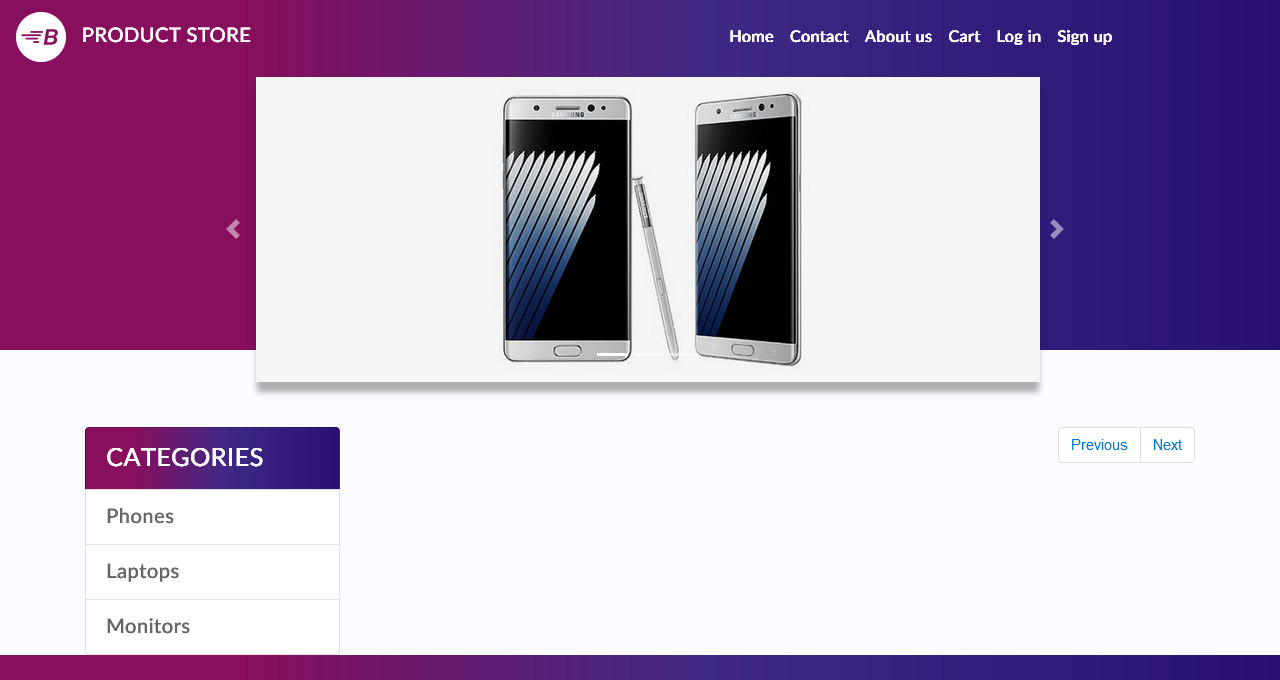 B PRODUCT STORE
Home Contact About us Cart Log in Sign up
SAMSUNG SAMSUNG
CATEGORIES
Previous Next
Phones
Laptops
Monitors